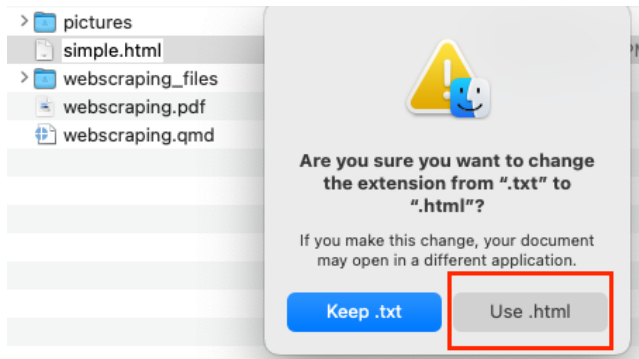 pictures
simple.html
webscraping_files
webscraping.pdf
webscraping.qmd
Are you sure you want to change
the extension from “.txt” to
“.html”?
If you make this change, your document
may open in a different application.
Keep .txt
Use .html